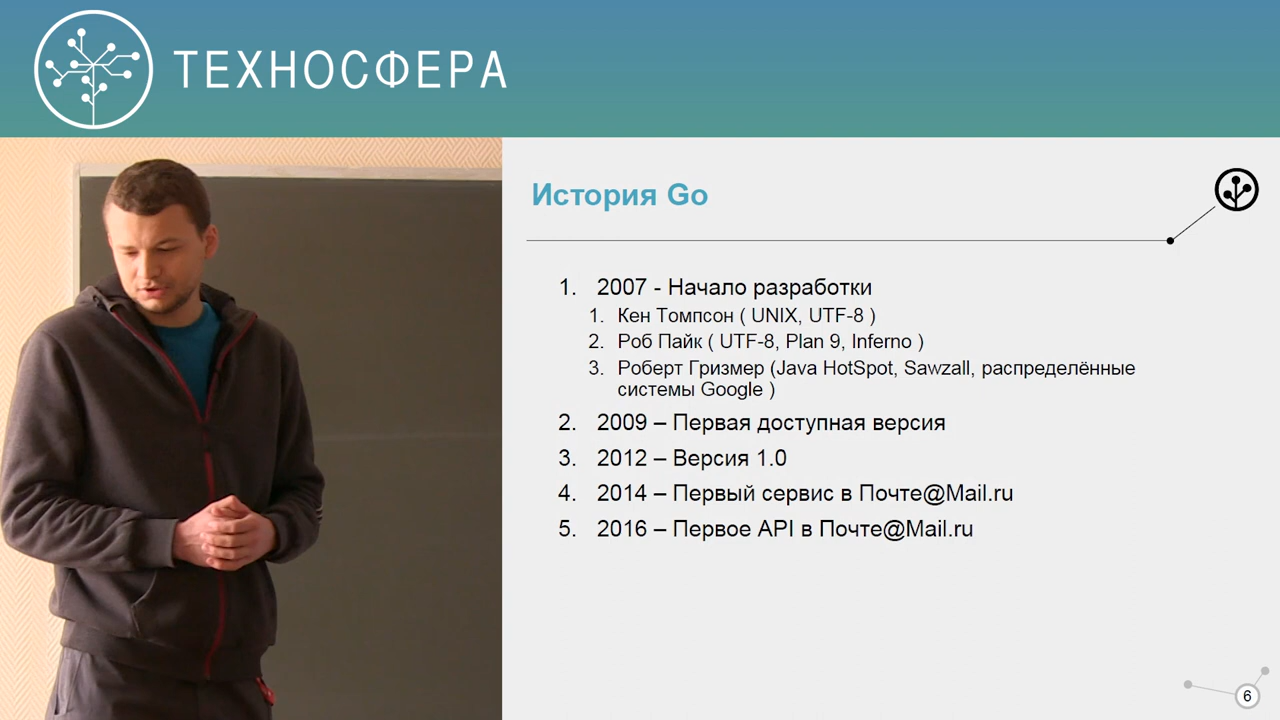 ТЕХНОСФЕРА
История Go
1. 2007 - Начало разработки
1. Кен Томпсон ( UNIX, UTF-8 )
2. Роб Пайк ( UTF-8, Plan 9, Inferno )
3. Роберт Гризмер (Java HotSpot, Sawzall, распределённые
системы Google )
2. 2009 – Первая доступная версия
3. 2012 – Версия 1.0
4. 2014 – Первый сервис в Почте@Mail.ru
5. 2016 – Первое API в Почте@Mail.ru
6